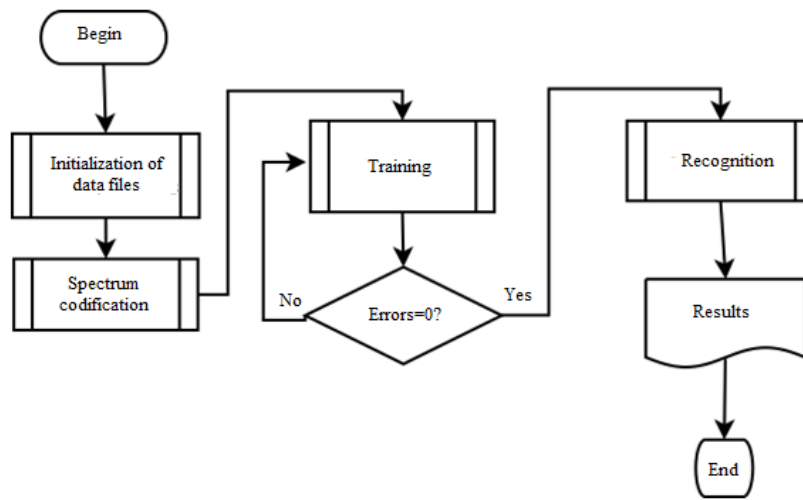 Begin
Initialization of
data files
Spectrum
codification
Training
Errors=0?
No
Yes
Recognition
Results
End